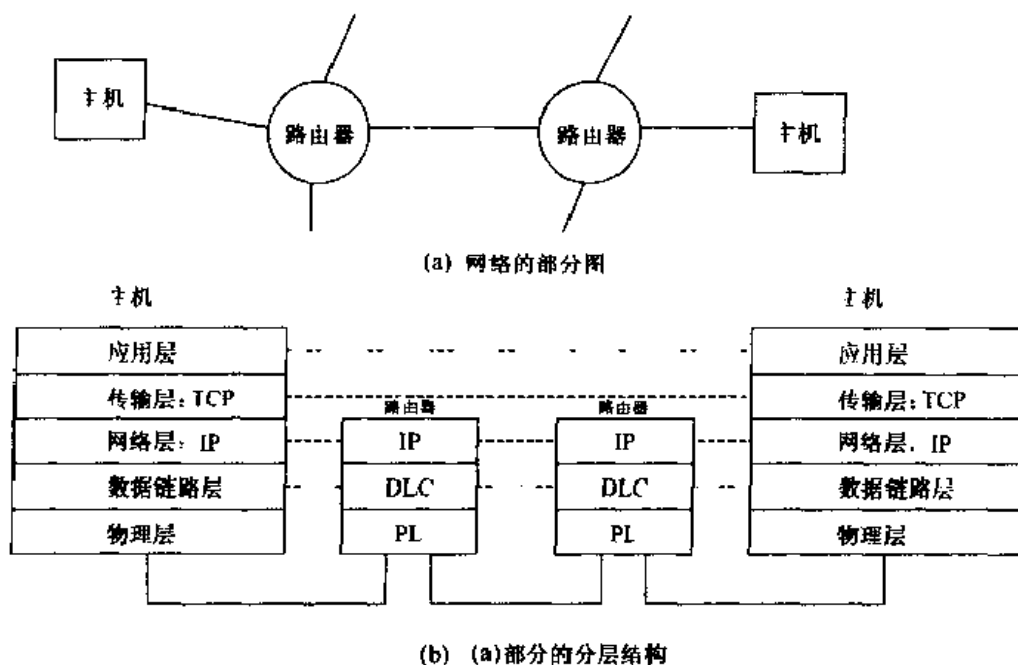 主机
路由器
路由器
主机
(a) 网络的部分图
主机
主机
应用层
应用层
传输层：TCP
路由器
路由器
传输层：TCP
网络层：IP
IP
IP
网络层．IP
数据链路层
DLC
DLC
数据链路层
物理层
PL
PL
物理层
(b) (a)部分的分层结构